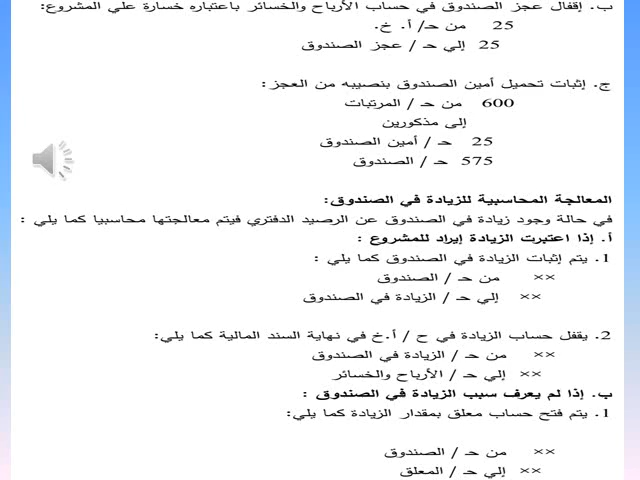 ب. إقفال عجز الصندوق في حساب الأرباح والخسائر باعتباره خسارة علي المشروع:
25 من حـ/ أ. خ.
25 إلي حـ / عجز الصندوق
ج. إثبات تحميل أمين الصندوق بنصيبه من العجز:
600 من حـ / المرتبات
إلى مذكورين
25 حـ / أمين الصندوق
575 حـ / الصندوق
المعالجة المحاسبية للزيادة في الصندوق:
في حالة وجود زيادة في الصندوق عن الرصيد الدفتري فيتم معالجتها محاسبيا كما يلي :
أ. إذا اعتبرت الزيادة إيراد للمشروع :
1. يتم إثبات الزيادة في الصندوق كما يلي :
×× من حـ / الصندوق
×× إلي حـ / الزيادة في الصندوق
2. يقفل حساب الزيادة في ح / أ.خ في نهاية السند المالية كما يلي:
×× من حـ / الزيادة في الصندوق
×× إلي حـ / الأرباح والخسائر
ب. إذا لم يعرف سبب الزيادة في الصندوق :
1. يتم فتح حساب معلق بمقدار الزيادة كما يلي:
×× من حـ / الصندوق
×× إلي حـ / المعلق